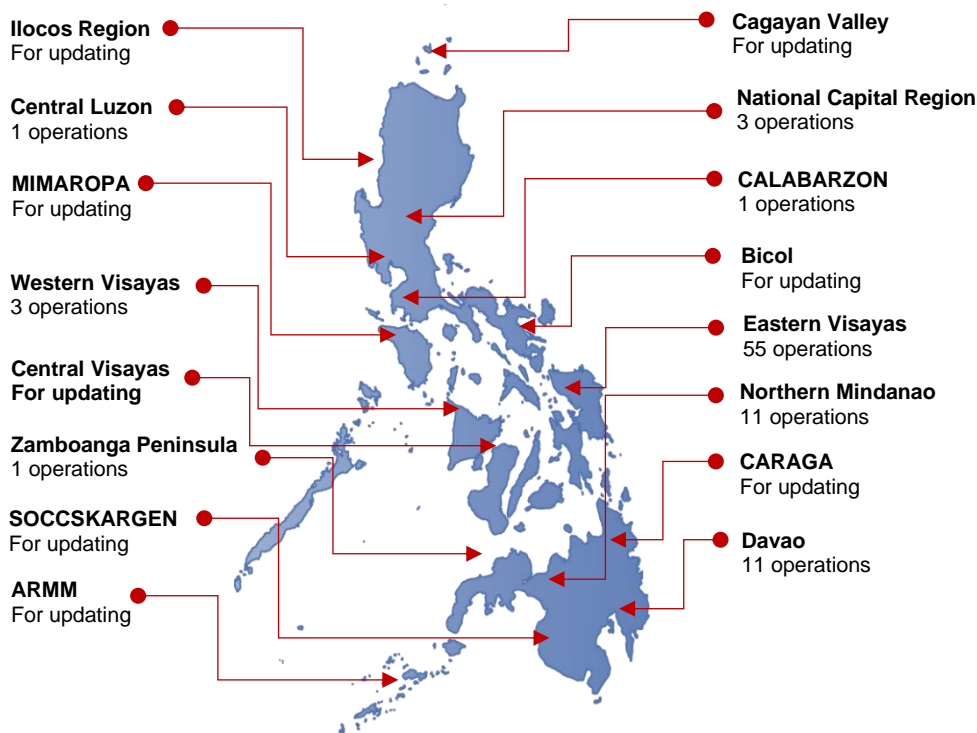 Ilocos Region
For updating
Central Luzon
1 operations
MIMAROPA
For updating
Western Visayas
3 operations
Central Visayas
For updating
Zamboanga Peninsula
1 operations
SOCCSKARGEN
For updating
ARMM
For updating
Cagayan Valley
For updating
National Capital Region
3 operations
CALABARZON
1 operations
Bicol
For updating
Eastern Visayas
55 operations
Northern Mindanao
11 operations
CARAGA
For updating
Davao
11 operations